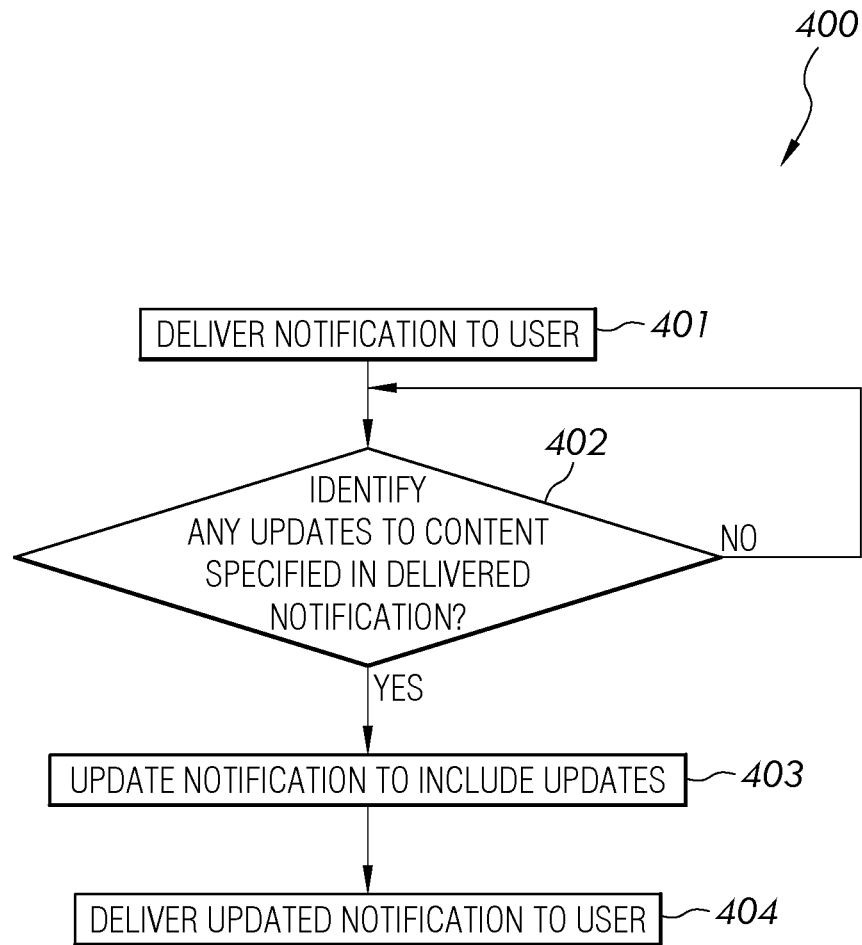 400
DELIVER NOTIFICATION TO USER
401
402
IDENTIFY
ANY UPDATES TO CONTENT
SPECIFIED IN DELIVERED
NOTIFICATION?
NO
YES
UPDATE NOTIFICATION TO INCLUDE UPDATES
403
DELIVER UPDATED NOTIFICATION TO USER
404